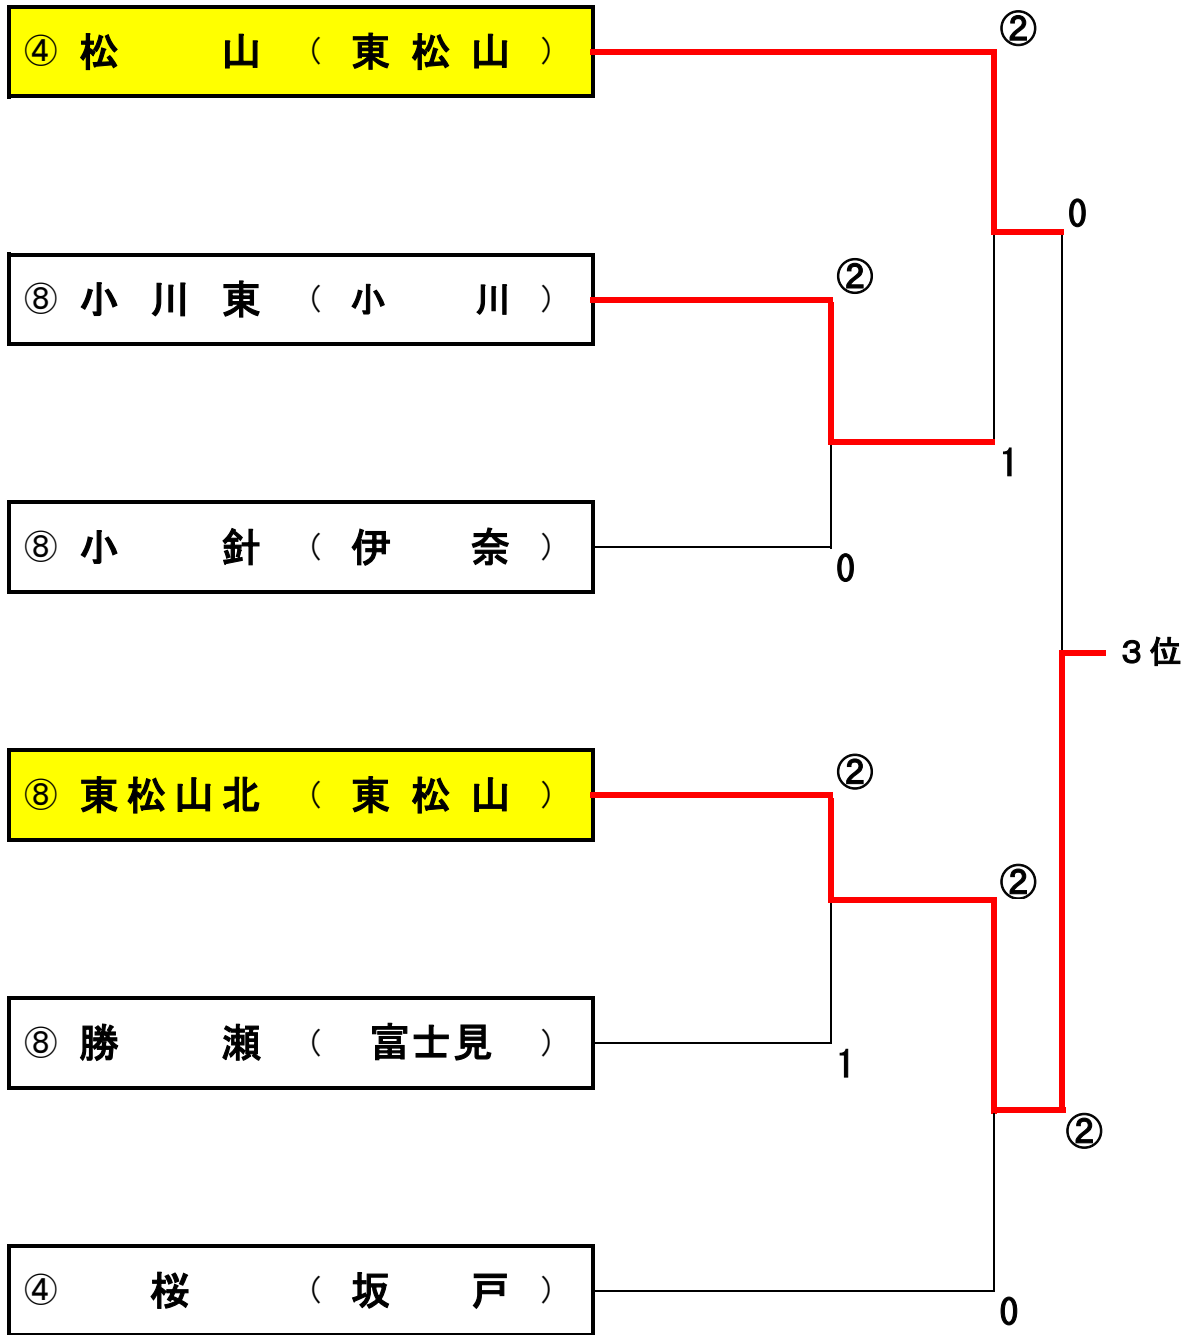 ②
④ 松 山 （ 東 松 山 ）
0
②
⑧ 小 川 東 （ 小 川 ）
1
⑧ 小 針 （ 伊 奈 ）
0
３位
②
⑧ 東 松 山 北 （ 東 松 山 ）
②
⑧ 勝 瀬 （ 富 士 見 ）
1
②
④ 桜 （ 坂 戸 ）
0